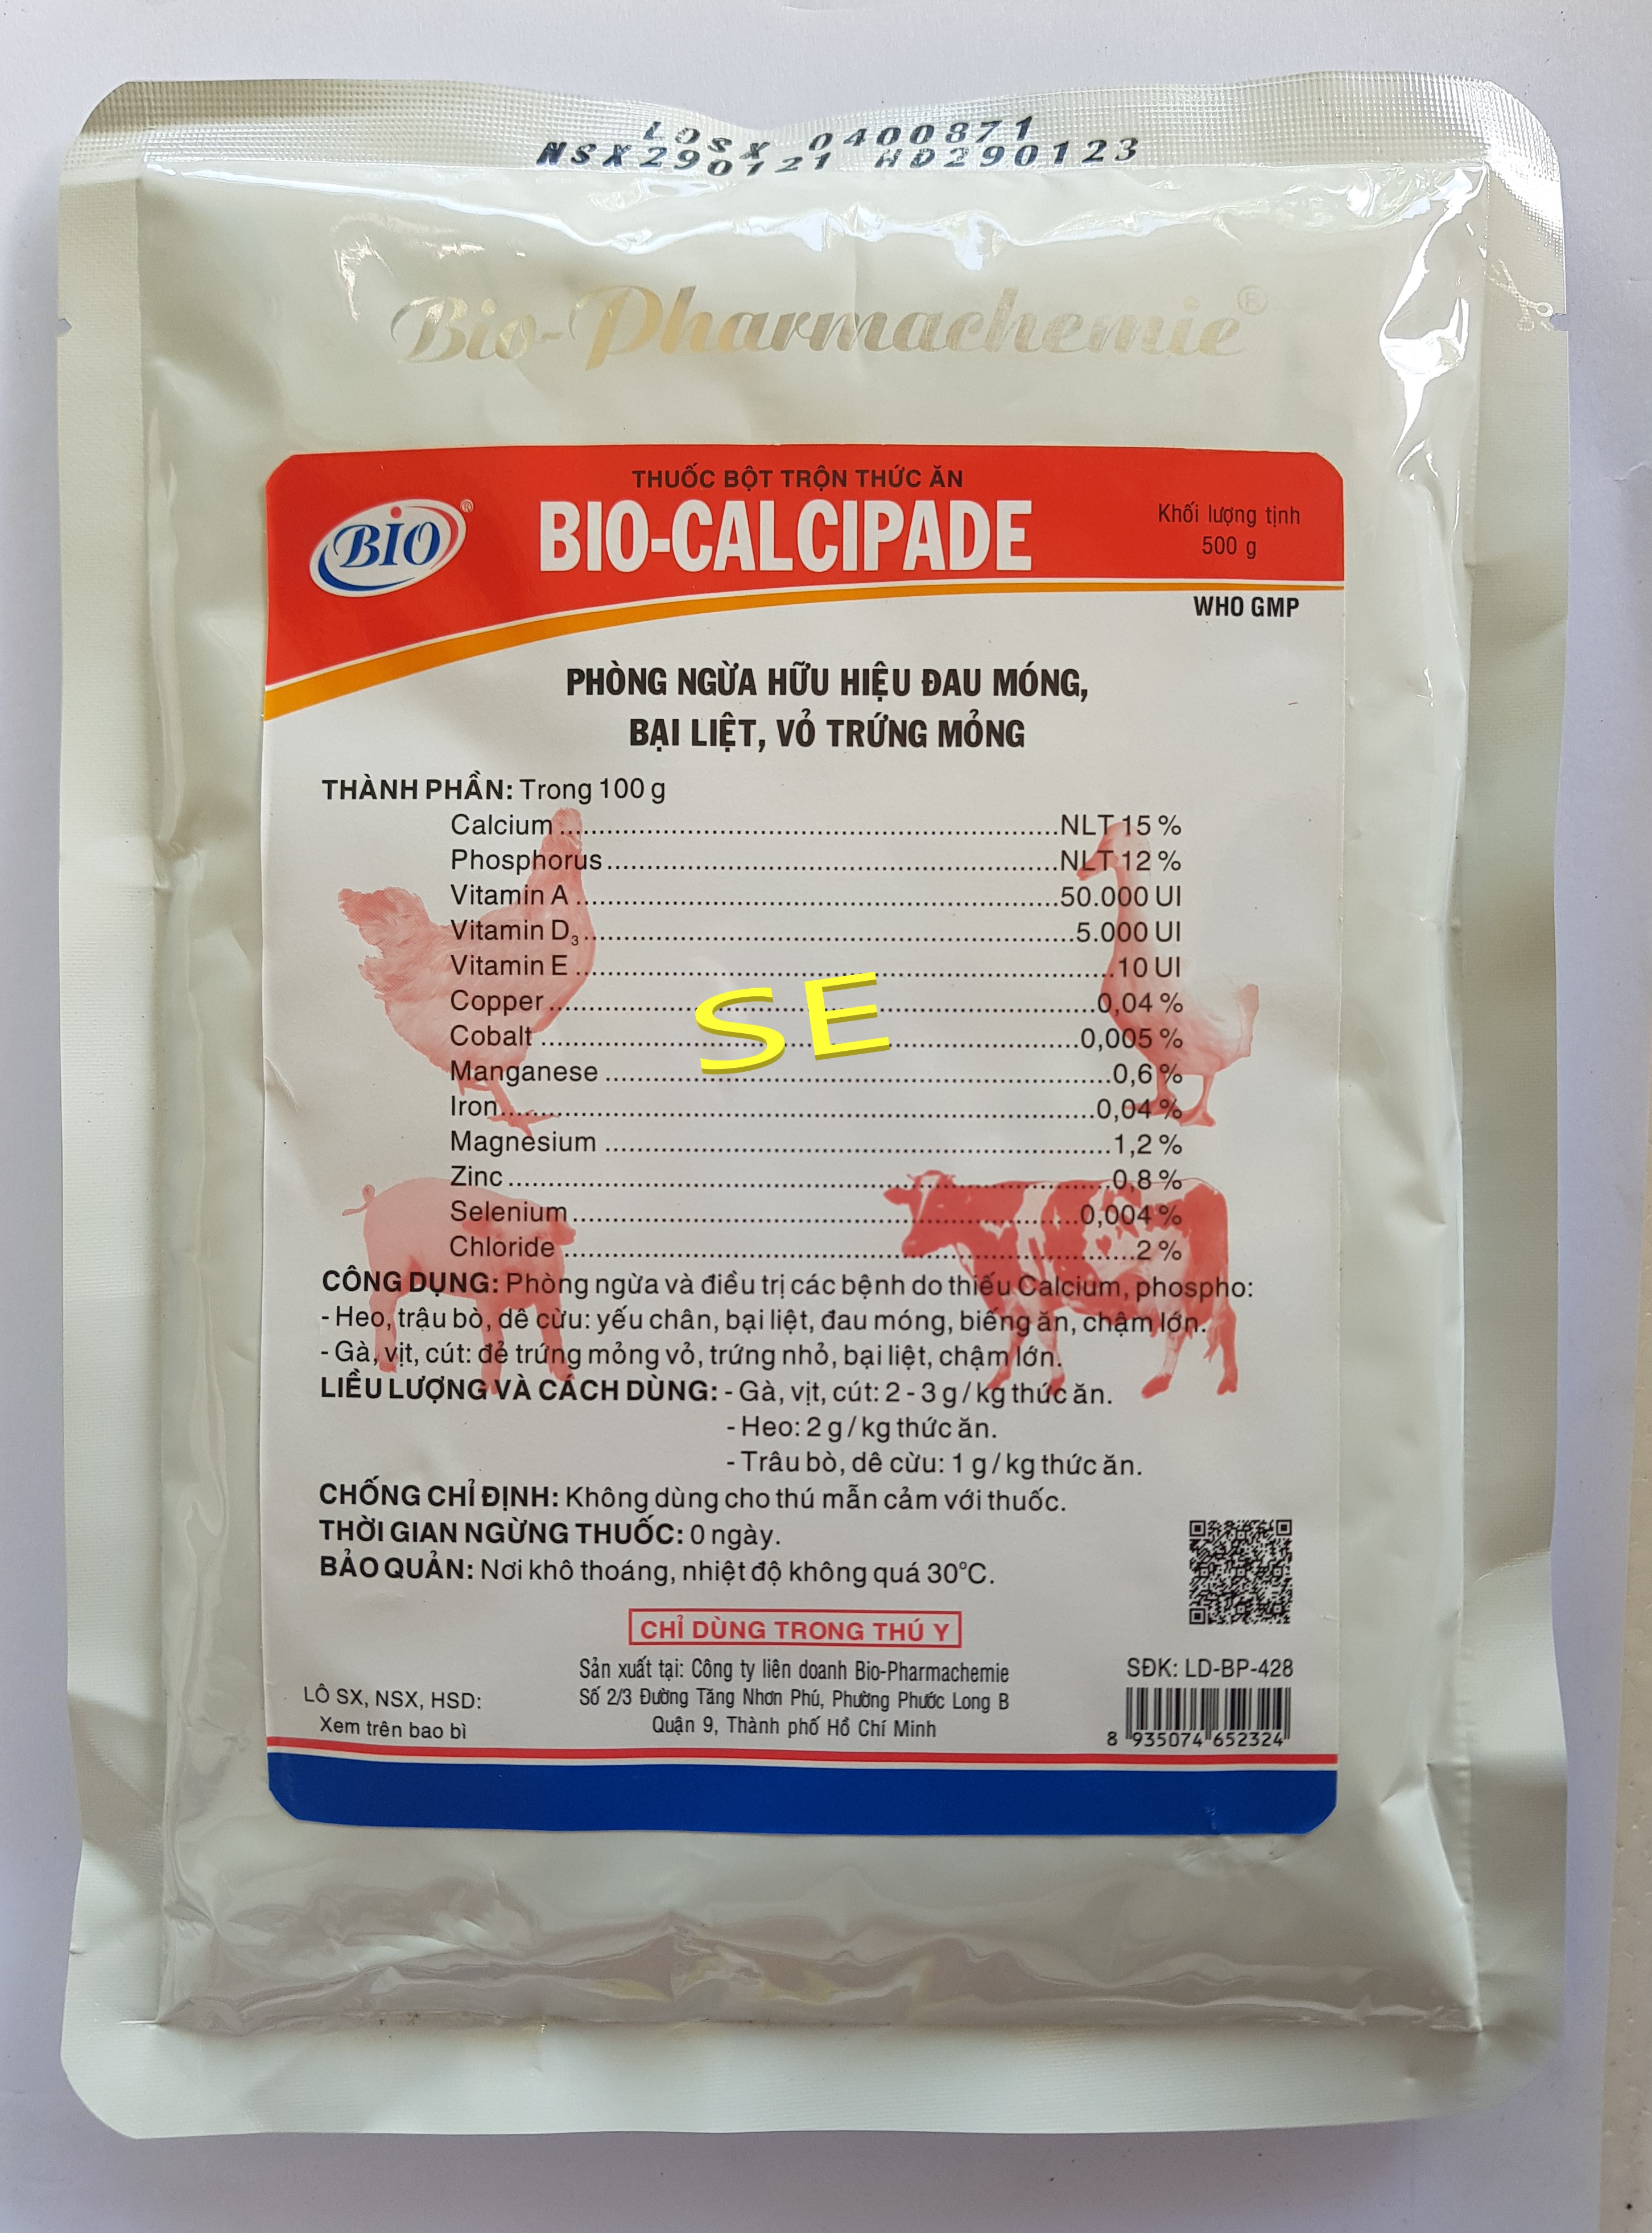 LOSX 0400871
NSX290121 HD290123
Bio-Pharmachemie®
THUỐC BỘT TRỘN THỨC ĂN
BIO®
BIO-CALCIPADE
Khối lượng tịnh
500 g
WHO GMP
PHÒNG NGỪA HỮU HIỆU ĐAU MÓNG,
BẠI LIỆT, VỎ TRỨNG MỎNG
THÀNH PHẦN: Trong 100 g
Calcium ........ NLT 15 %
Phosphorus ........ NLT 12 %
Vitamin A ........ 50.000 UI
Vitamin D₃ ........ 5.000 UI
Vitamin E ........ 10 UI
SE
Copper ........ 0,04 %
Cobalt ........ 0,005 %
Manganese ........ 0,6 %
Iron ........ 0,04 %
Magnesium ........ 1,2 %
Zinc ........ 0,8 %
Selenium ........ 0,004 %
Chloride ........ 2 %
CÔNG DỤNG: Phòng ngừa và điều trị các bệnh do thiếu Calcium, phospho:
- Heo, trâu bò, dê cừu: yếu chân, bại liệt, đau móng, biếng ăn, chậm lớn.
- Gà, vịt, cút: đẻ trứng mỏng vỏ, trứng nhỏ, bại liệt, chậm lớn.
LIỀU LƯỢNG VÀ CÁCH DÙNG: - Gà, vịt, cút: 2 - 3 g / kg thức ăn.
- Heo: 2 g / kg thức ăn.
- Trâu bò, dê cừu: 1 g / kg thức ăn.
CHỐNG CHỈ ĐỊNH: Không dùng cho thú mẫn cảm với thuốc.
THỜI GIAN NGỪNG THUỐC: 0 ngày.
BẢO QUẢN: Nơi khô thoáng, nhiệt độ không quá 30°C.
CHỈ DÙNG TRONG THÚ Y
Sản xuất tại: Công ty liên doanh Bio-Pharmachemie
Số 2/3 Đường Tăng Nhơn Phú, Phường Phước Long B
Quận 9, Thành phố Hồ Chí Minh
LÔ SX, NSX, HSD:
Xem trên bao bì
SĐK: LD-BP-428
8 935074 652324